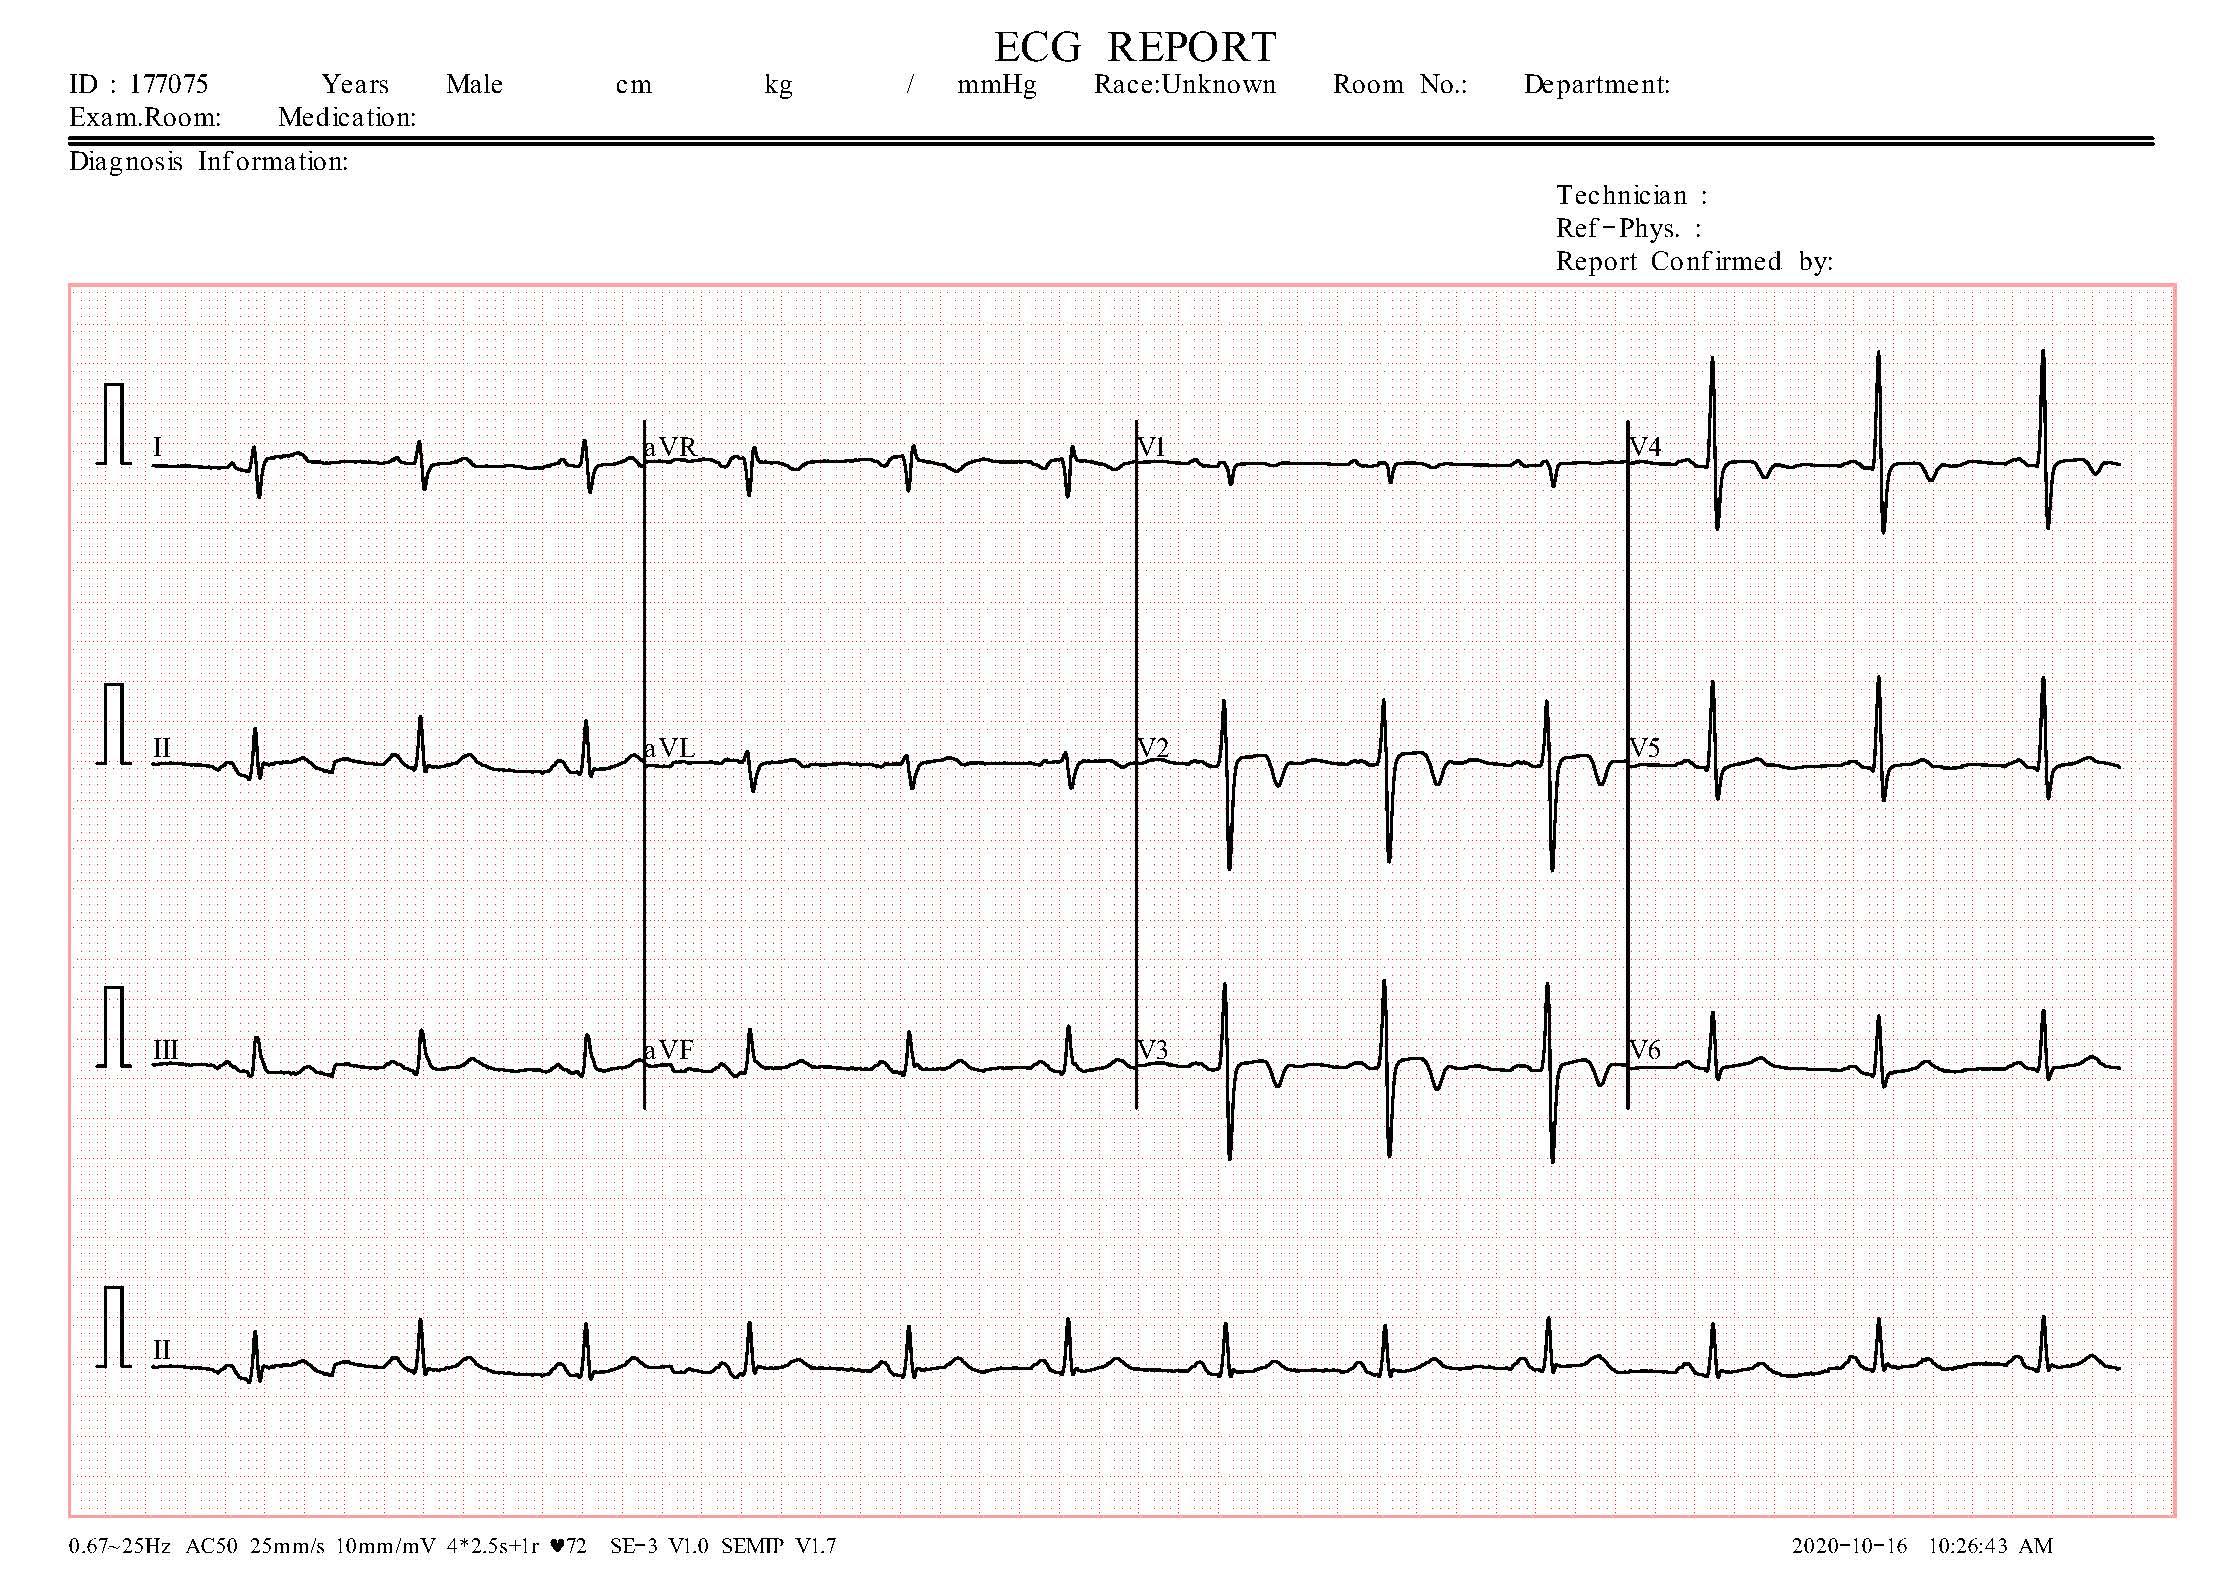 ECG REPORT
ID : 177075 Years Male cm kg / mmHg Race:Unknown Room No.: Department:
Exam.Room: Medication:
Diagnosis Information:
Technician :
Ref-Phys. :
Report Confirmed by:
I aVR V1 V4
II aVL V2 V5
III aVF V3 V6
II
0.67~25Hz AC50 25mm/s 10mm/mV 4*2.5s+1r ♥72 SE-3 V1.0 SEMIP V1.7 2020-10-16 10:26:43 AM